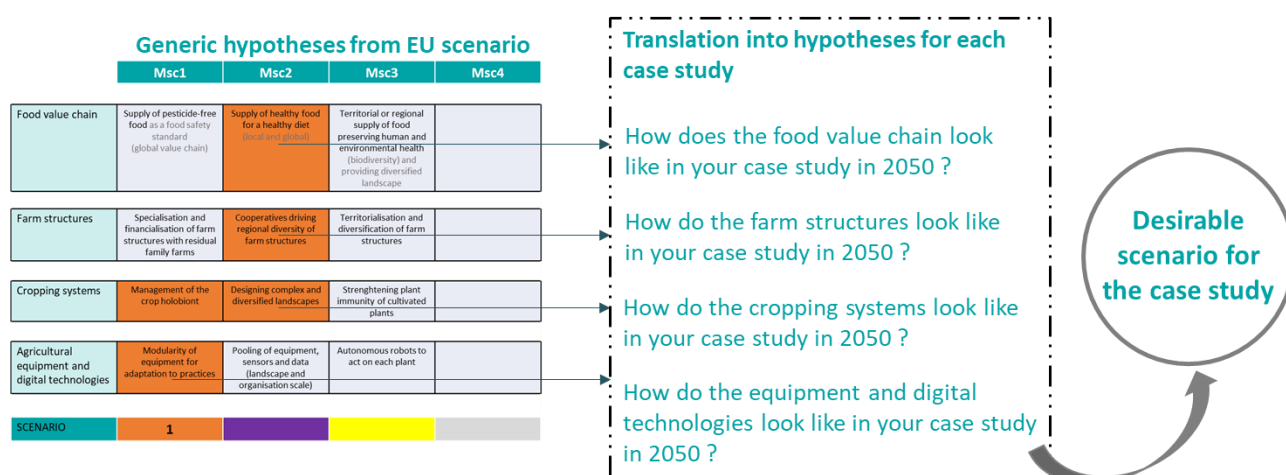 Generic hypotheses from EU scenario
Msc1 Msc2 Msc3 Msc4
Food value chain
Supply of pesticide-free
food as a food safety
standard
(global value chain)
Supply of healthy food
for a healthy diet
(local and global)
Territorial or regional
supply of food
preserving human and
environmental health
(biodiversity) and
providing diversified
landscape
Farm structures
Specialisation and
financialisation of farm
structures with residual
family farms
Cooperatives driving
regional diversity of
farm structures
Territorialisation and
diversification of farm
structures
Cropping systems
Management of the
crop holobiont
Designing complex and
diversified landscapes
Strenghtening plant
immunity of cultivated
plants
Agricultural
equipment and
digital technologies
Modularity of
equipment for
adaptation to practices
Pooling of equipment,
sensors and data
(landscape and
organisation scale)
Autonomous robots to
act on each plant
SCENARIO
1
Translation into hypotheses for each
case study
How does the food value chain look
like in your case study in 2050 ?
How do the farm structures look like
in your case study in 2050 ?
How do the cropping systems look like
in your case study in 2050 ?
How do the equipment and digital
technologies look like in your case study
in 2050 ?
Desirable
scenario for
the case study